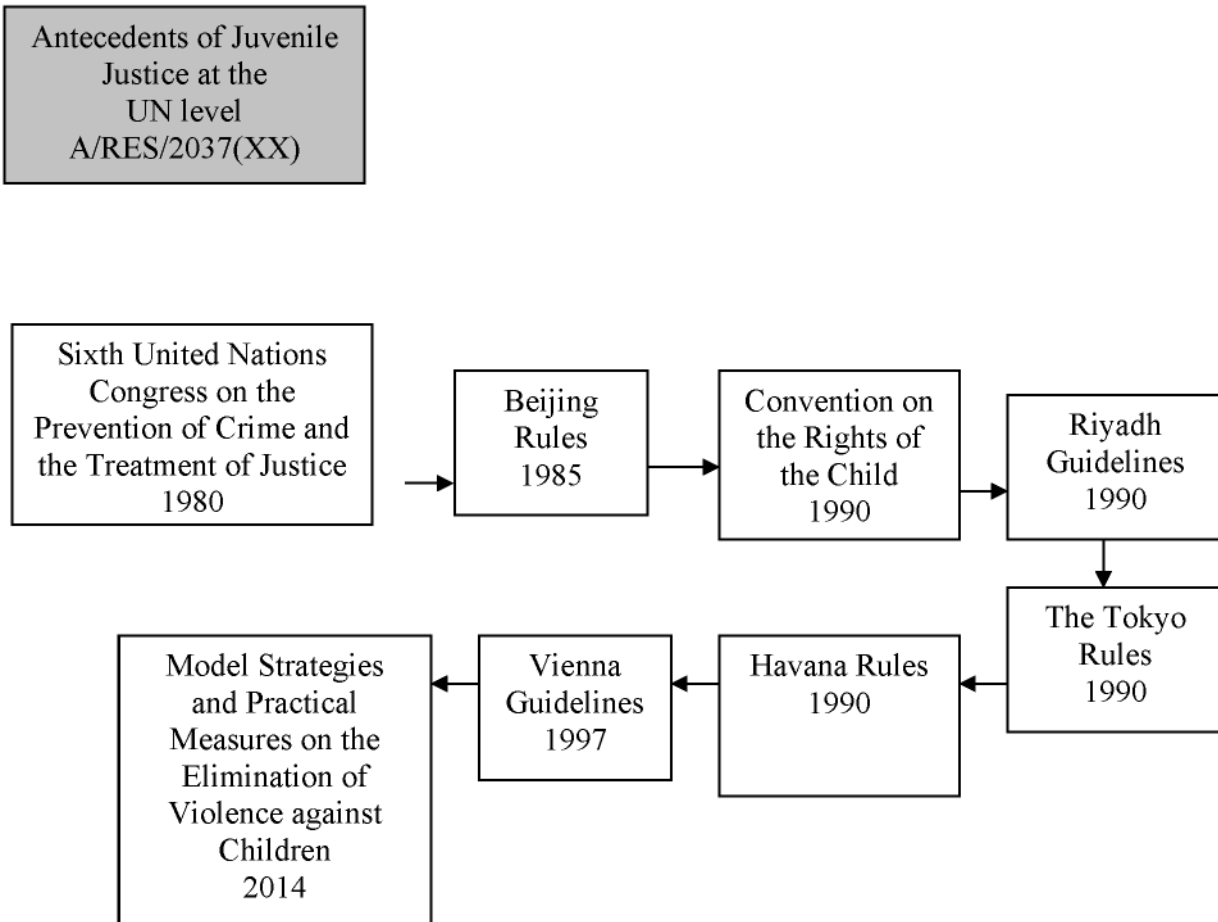 Antecedents of Juvenile
Justice at the
UN level
A/RES/2037(XX)
Sixth United Nations
Congress on the
Prevention of Crime and
the Treatment of Justice
1980
Beijing
Rules
1985
Convention on
the Rights of
the Child
1990
Riyadh
Guidelines
1990
The Tokyo
Rules
1990
Havana Rules
1990
Vienna
Guidelines
1997
Model Strategies
and Practical
Measures on the
Elimination of
Violence against
Children
2014